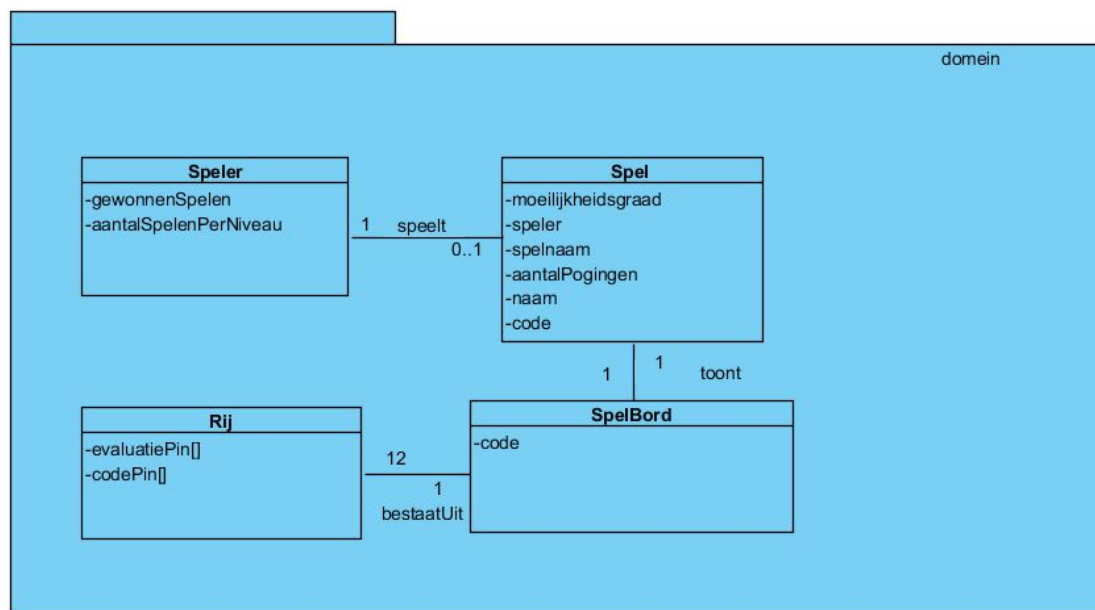 domein
Speler
-gewonnenSpelen
-aantalSpelenPerNiveau
1
speelt
0..1
Spel
-moeilijkheidsgraad
-speler
-spelnaam
-aantalPogingen
-naam
-code
1
1
toont
Rij
-evaluatiePin[]
-codePin[]
12
1
bestaatUit
SpelBord
-code